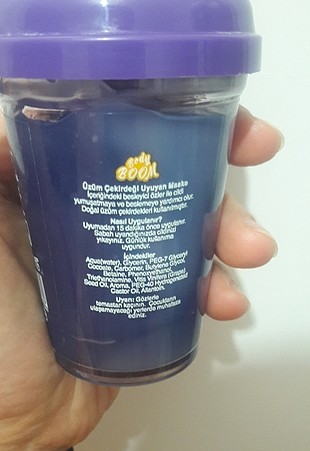 Body
BOOM
Üzüm Çekirdeği Uyuyan Maske
İçeriğindeki besleyici özler ile cildi
yumuşatmaya ve beslemeye yardımcı olur.
Doğal üzüm çekirdekleri kullanılmıştır.
Nasıl Uygulanır?
Uyumadan 15 dakika önce uygulanır.
Sabah uyandığınızda cildinizi
yıkayınız. Günlük kullanıma
uygundur.
İçindekiler
Aqua(water), Glycerin, PEG-7 Glyceryl
Cocoate, Carbomer, Butylene Glycol,
Betaine, Phenoxyethanol,
Triethanolamine, Vitis Vinifera (Grape)
Seed Oil, Aroma, PEG-40 Hydrogenated
Castor Oil, Allantoin.
Uyarı: Gözlerle
temastan kaçının. Çocukların
ulaşamayacağı yerlerde muhafaza
ediniz.